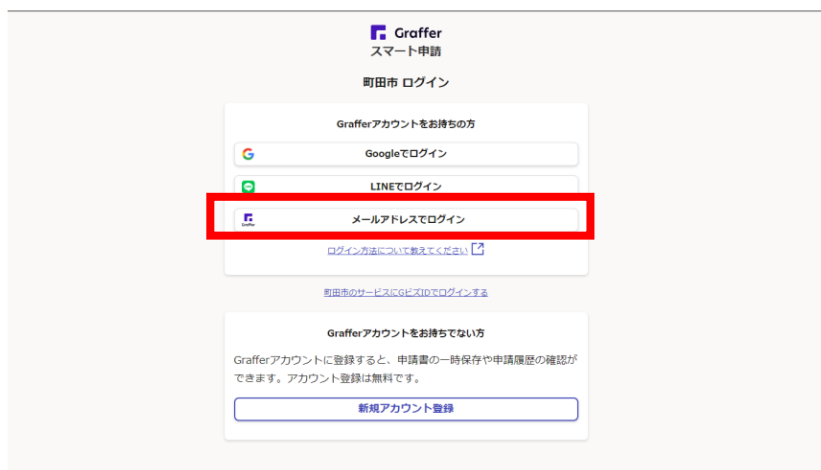 Graffer
スマート申請
町田市 ログイン
Grafferアカウントをお持ちの方
Googleでログイン
LINEでログイン
Graffer
メールアドレスでログイン
ログイン方法について教えてください
町田市のサービスにGビズIDでログインする
Grafferアカウントをお持ちでない方
Grafferアカウントに登録すると、申請書の一時保存や申請履歴の確認が
できます。アカウント登録は無料です。
新規アカウント登録